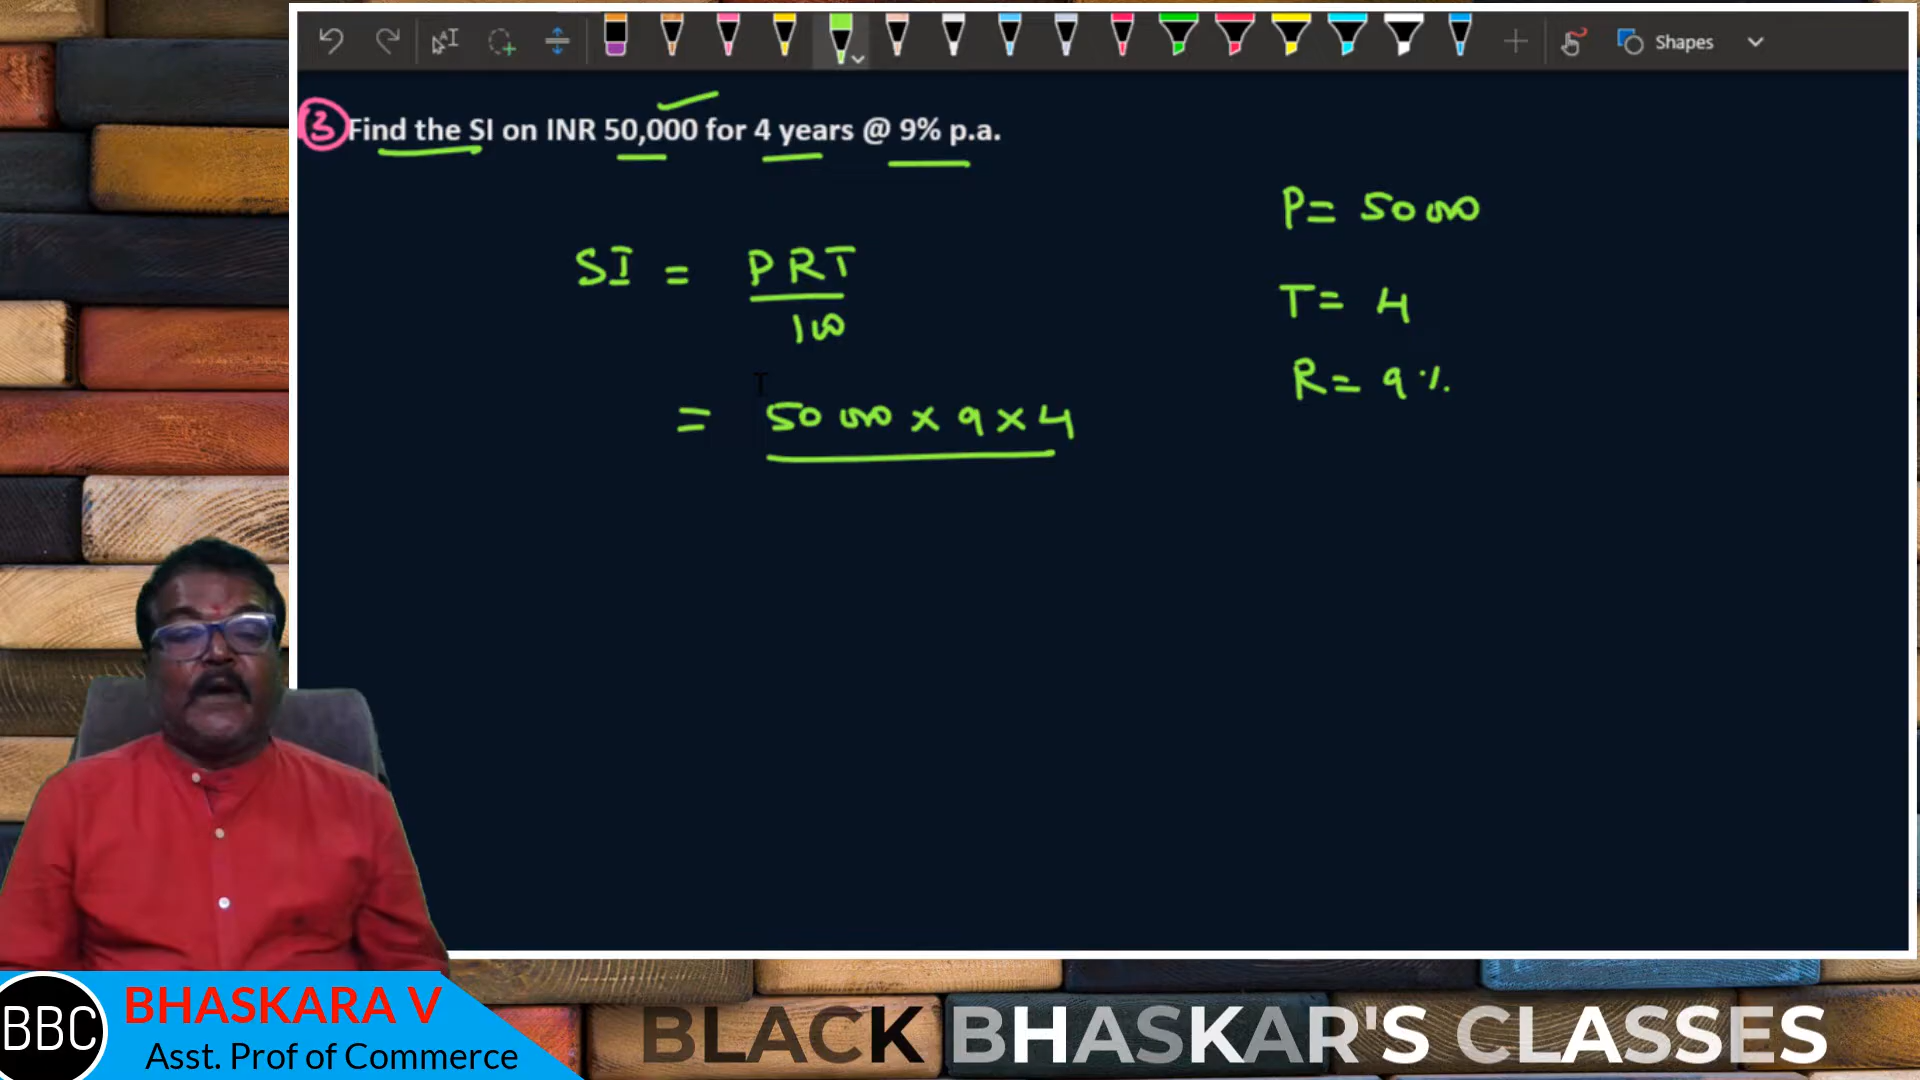 Shapes
3 Find the SI on INR 50,000 for 4 years @ 9% p.a.
P = 50000
SI = PRT
100
T = 4
R = 9%
= 50000 x 9 x 4
BBC
BHASKARA V
Asst. Prof of Commerce
BLACK BHASKAR'S CLASSES